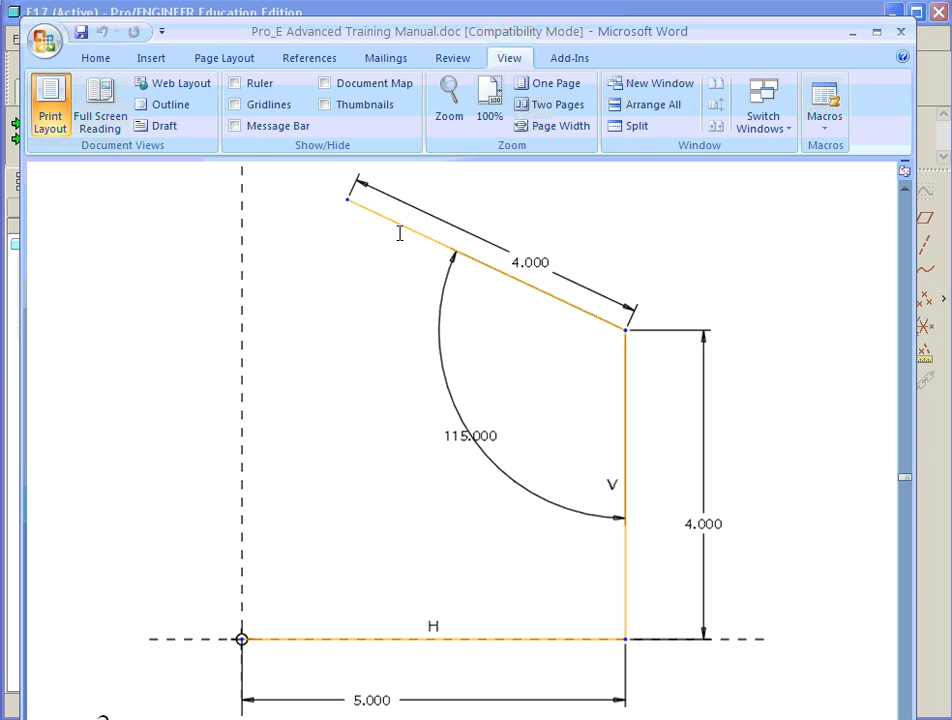 E17 (Active) - Pro/ENGINEER Education Edition
Pro_E Advanced Training Manual.doc [Compatibility Mode] - Microsoft Word
Home Insert Page Layout References Mailings Review View Add-Ins
Print Layout
Full Screen Reading
Web Layout
Outline
Draft
Document Views
Ruler
Gridlines
Message Bar
Document Map
Thumbnails
Show/Hide
Zoom
100%
One Page
Two Pages
Page Width
Zoom
New Window
Arrange All
Split
Switch Windows
Window
Macros
Macros
4.000
115.000
V
4.000
H
5.000